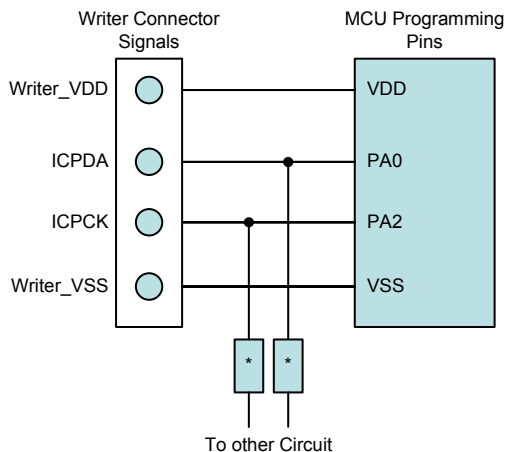 Writer Connector
Signals
MCU Programming
Pins
Writer_VDD
VDD
ICPDA
PA0
ICPCK
PA2
Writer_VSS
VSS
*
*
To other Circuit